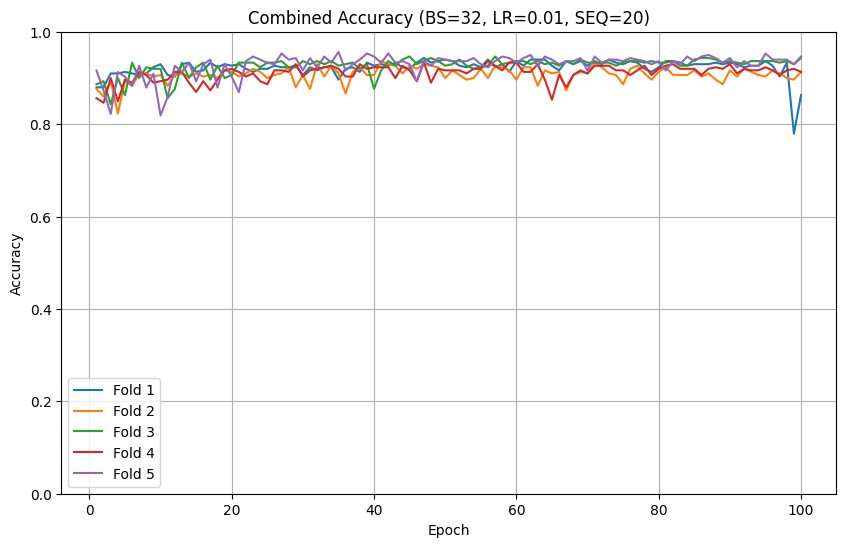 Combined Accuracy (BS=32, LR=0.01, SEQ=20)
1.0
0.8
0.6
0.4
0.2
0.0
Accuracy
Fold 1
Fold 2
Fold 3
Fold 4
Fold 5
0 20 40 60 80 100
Epoch